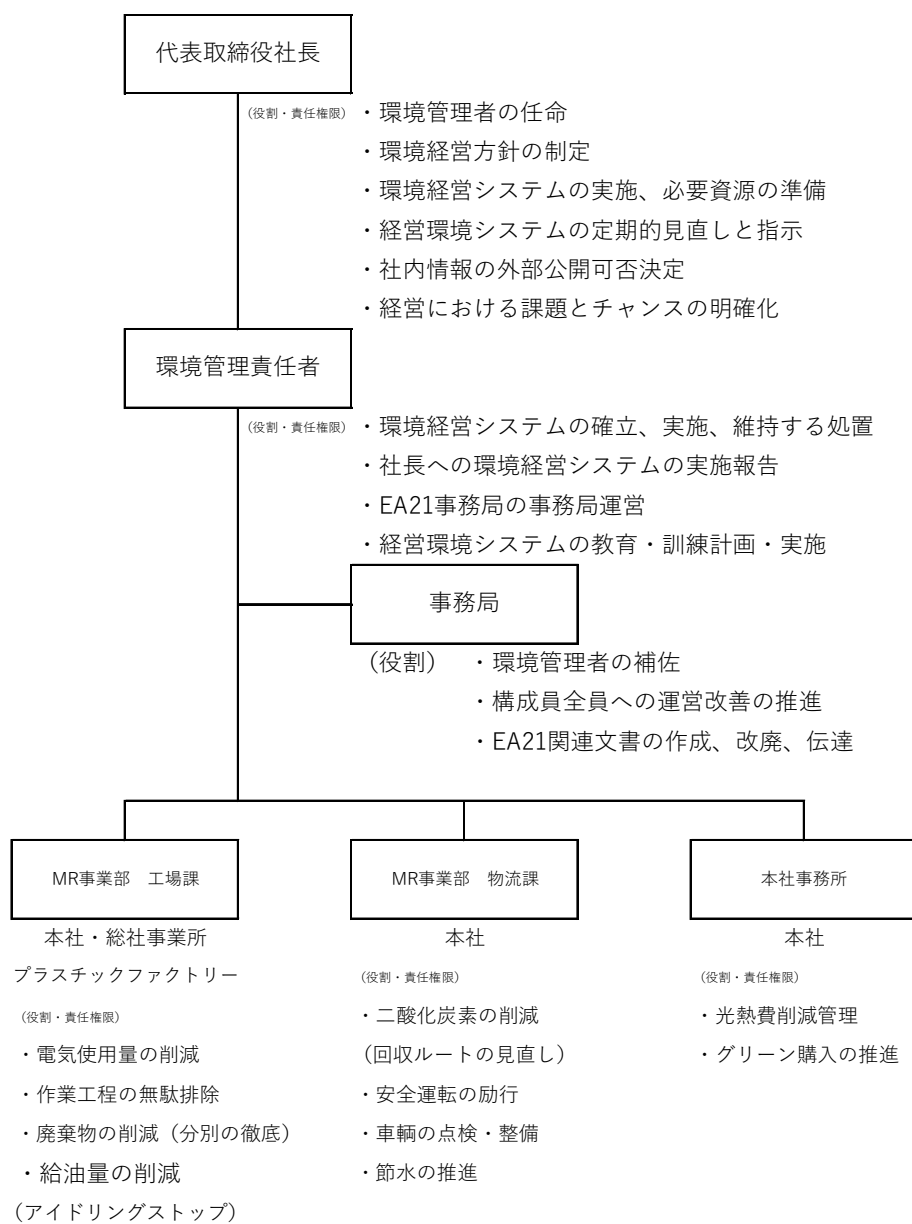 代表取締役社長
(役割・責任権限) ・環境管理者の任命
・環境経営方針の制定
・環境経営システムの実施、必要資源の準備
・経営環境システムの定期的見直しと指示
・社内情報の外部公開可否決定
・経営における課題とチャンスの明確化
環境管理責任者
(役割・責任権限) ・環境経営システムの確立、実施、維持する処置
・社長への環境経営システムの実施報告
・EA21事務局の事務局運営
・経営環境システムの教育・訓練計画・実施
事務局
(役割) ・環境管理者の補佐
・構成員全員への運営改善の推進
・EA21関連文書の作成、改廃、伝達
MR事業部 工場課
本社・総社事業所
プラスチックファクトリー
(役割・責任権限)
・電気使用量の削減
・作業工程の無駄排除
・廃棄物の削減(分別の徹底)
・給油量の削減
(アイドリングストップ)
MR事業部 物流課
本社
(役割・責任権限)
・二酸化炭素の削減
(回収ルートの見直し)
・安全運転の励行
・車輌の点検・整備
・節水の推進
本社事務所
本社
(役割・責任権限)
・光熱費削減管理
・グリーン購入の推進